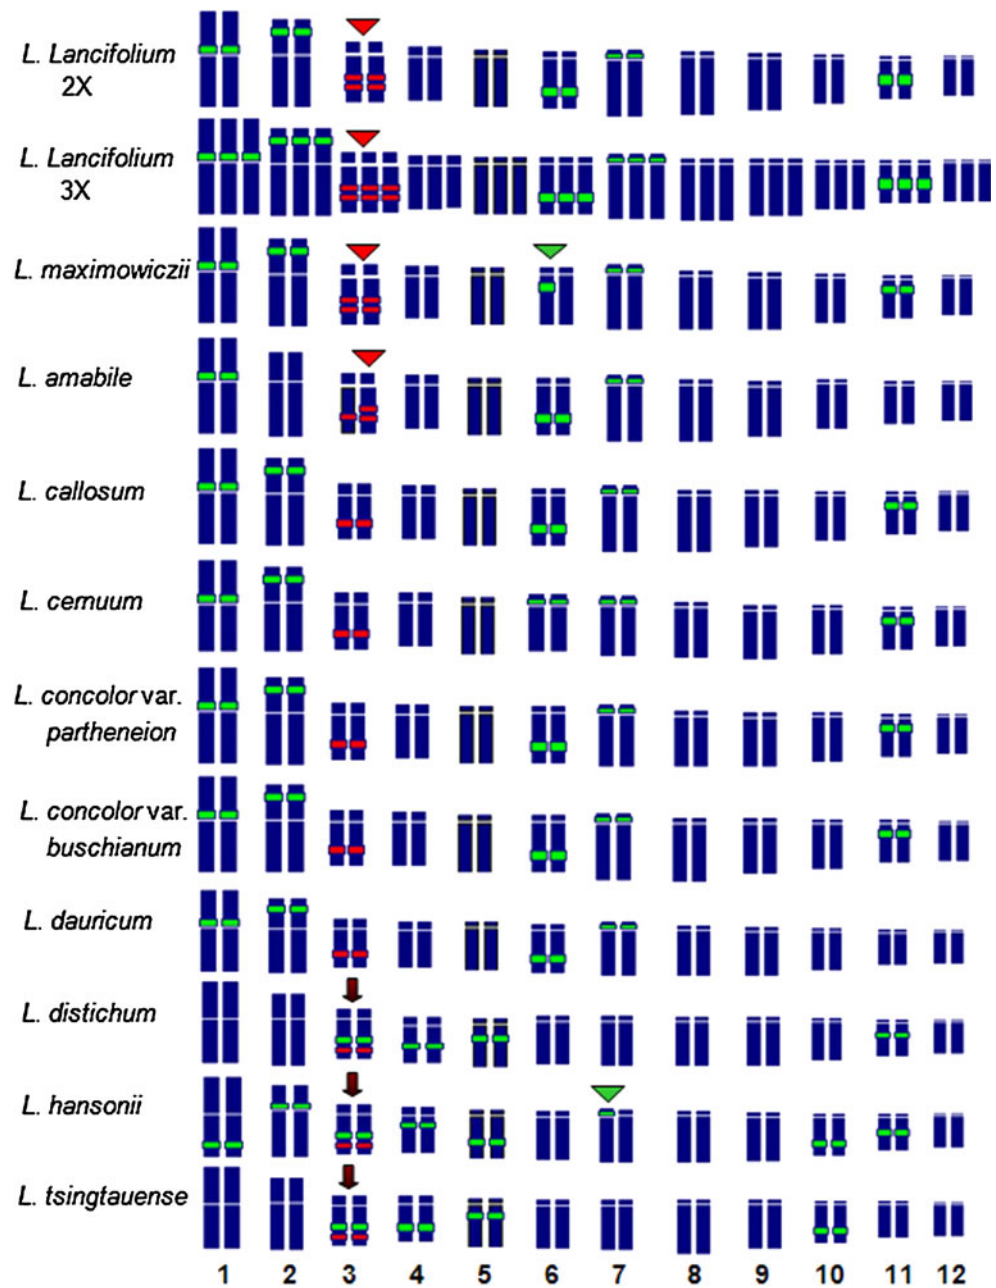 L. Lancifolium
2X
L. Lancifolium
3X
L. maximowiczii
L. amabile
L. callosum
L. cernuum
L. concolor var.
partheneion
L. concolor var.
buschianum
L. dauricum
L. distichum
L. hansonii
L. tsingtauense
1 2 3 4 5 6 7 8 9 10 11 12